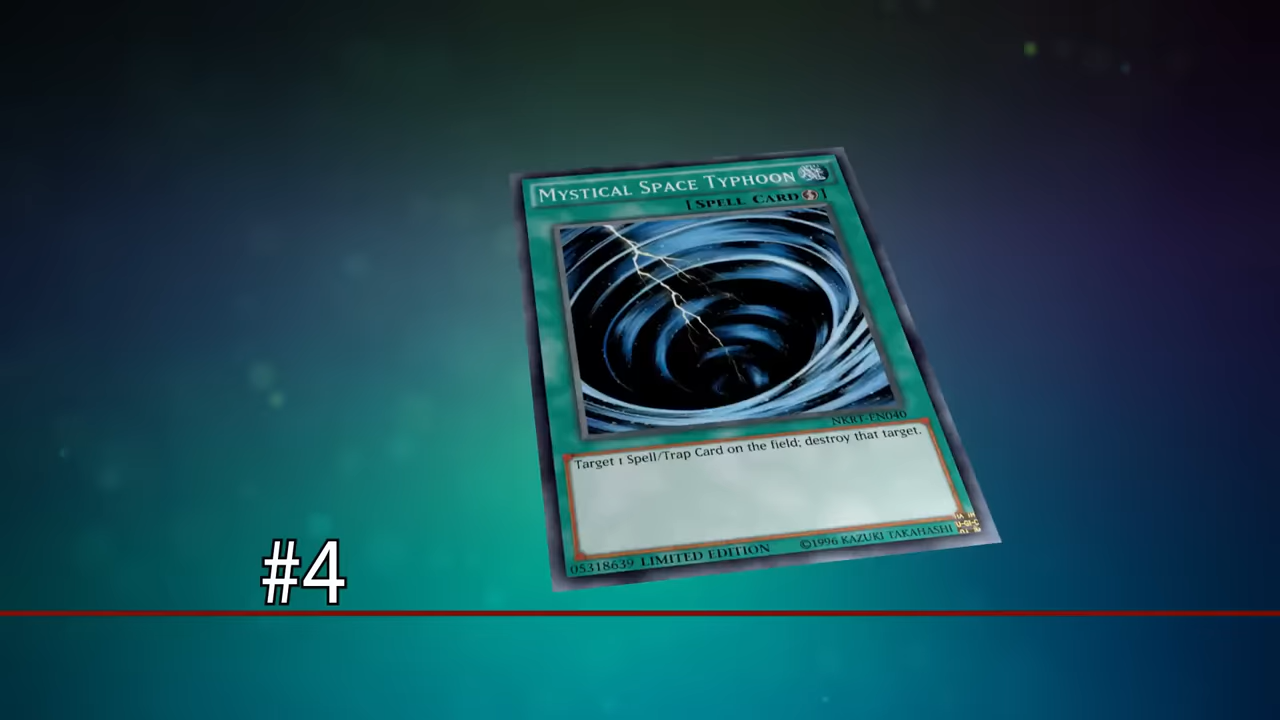 MYSTICAL SPACE TYPHOON
[SPELL CARD]
NKRT-EN040
Target 1 Spell/Trap Card on the field; destroy that target.
05318639 LIMITED EDITION ©1996 KAZUKI TAKAHASHI
#4